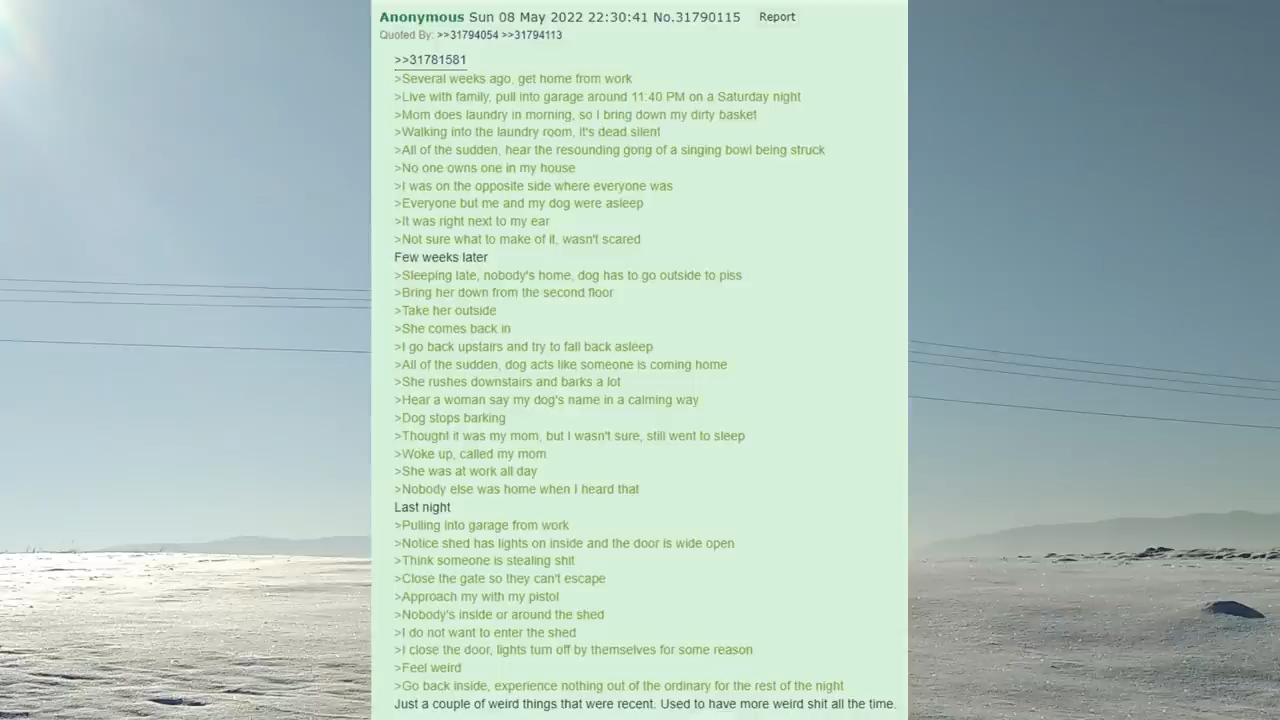 Anonymous Sun 08 May 2022 22:30:41 No.31790115 Report
Quoted By: >>31794054 >>31794113
>>31781581
>Several weeks ago, get home from work
>Live with family, pull into garage around 11:40 PM on a Saturday night
>Mom does laundry in morning, so I bring down my dirty basket
>Walking into the laundry room, it's dead silent
>All of the sudden, hear the resounding gong of a singing bowl being struck
>No one owns one in my house
>I was on the opposite side where everyone was
>Everyone but me and my dog were asleep
>It was right next to my ear
>Not sure what to make of it, wasn't scared
Few weeks later
>Sleeping late, nobody's home, dog has to go outside to piss
>Bring her down from the second floor
>Take her outside
>She comes back in
>I go back upstairs and try to fall back asleep
>All of the sudden, dog acts like someone is coming home
>She rushes downstairs and barks a lot
>Hear a woman say my dog's name in a calming way
>Dog stops barking
>Thought it was my mom, but I wasn't sure, still went to sleep
>Woke up, called my mom
>She was at work all day
>Nobody else was home when I heard that
Last night
>Pulling into garage from work
>Notice shed has lights on inside and the door is wide open
>Think someone is stealing shit
>Close the gate so they can't escape
>Approach my with my pistol
>Nobody's inside or around the shed
>I do not want to enter the shed
>I close the door, lights turn off by themselves for some reason
>Feel weird
>Go back inside, experience nothing out of the ordinary for the rest of the night
Just a couple of weird things that were recent. Used to have more weird shit all the time.